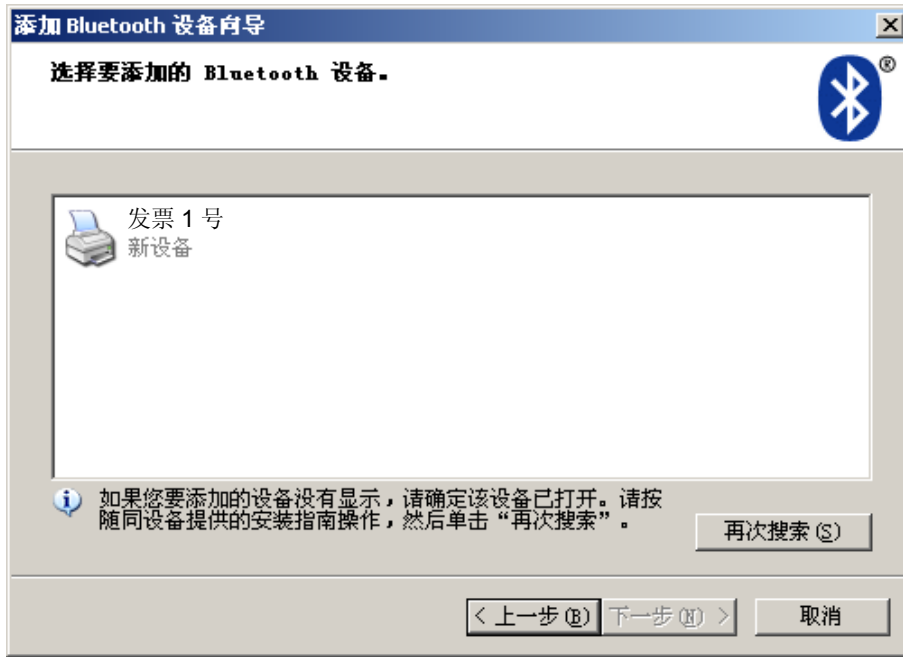 添加 Bluetooth 设备向导
选择要添加的 Bluetooth 设备。
®
发票 1 号
新设备
如果您要添加的设备没有显示，请确定该设备已打开。请按
随同设备提供的安装指南操作，然后单击“再次搜索”。
再次搜索(S)
< 上一步(B) 下一步(N) > 取消